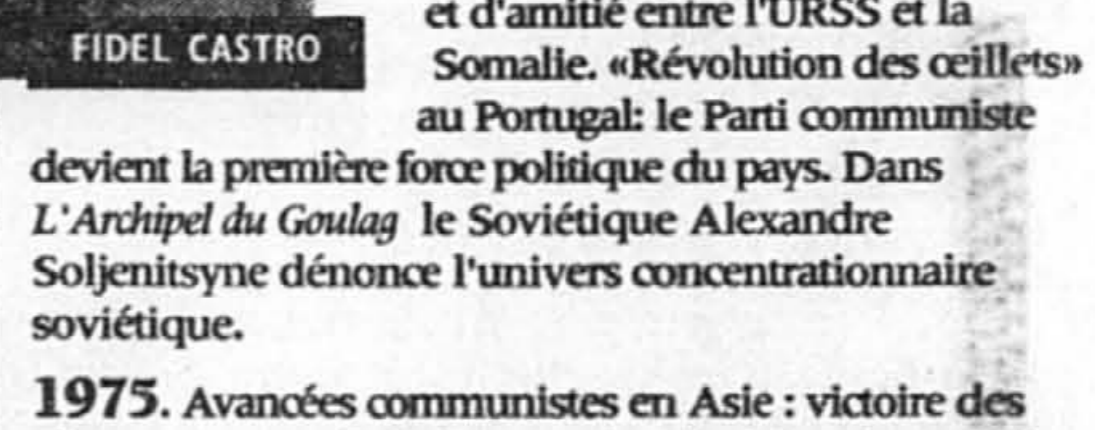 FIDEL CASTRO
et d'amitié entre l'URSS et la
Somalie. «Révolution des œillets»
au Portugal: le Parti communiste
devient la première force politique du pays. Dans
L'Archipel du Goulag le Soviétique Alexandre
Soljenitsyne dénonce l'univers concentrationnaire
soviétique.
1975. Avancées communistes en Asie : victoire des